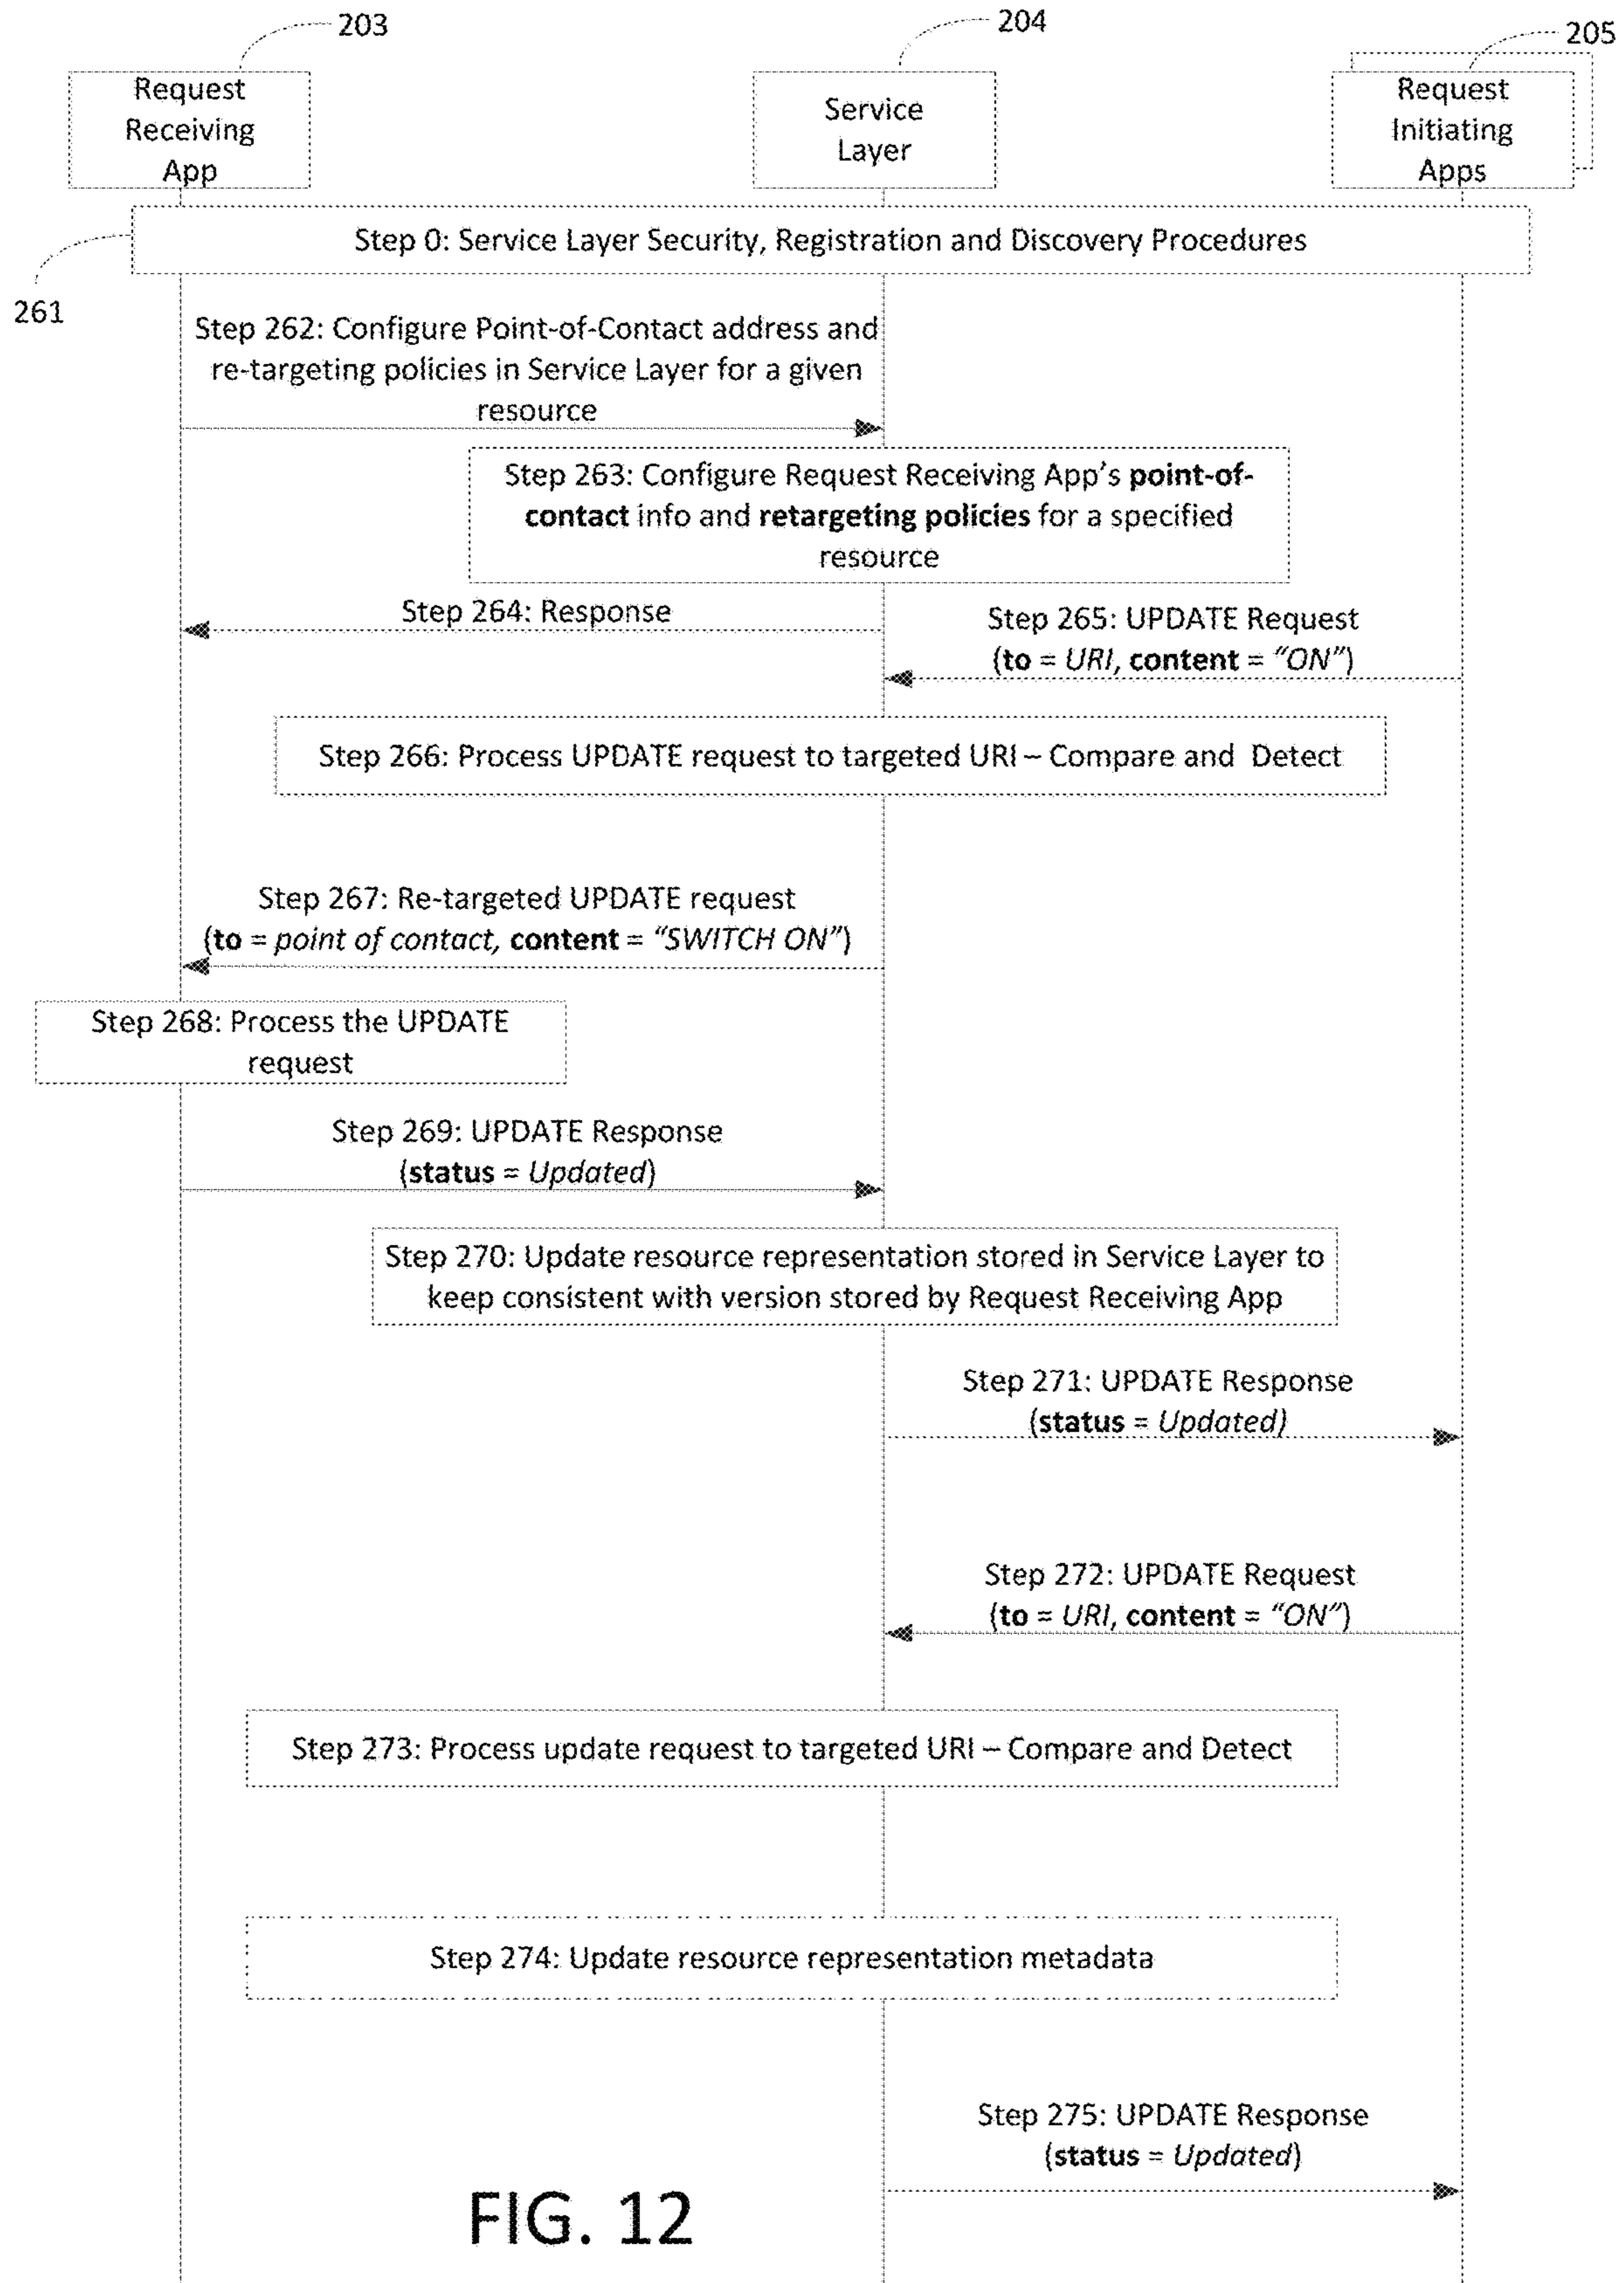 203
204
205
Request
Receiving
App
Service
Layer
Request
Initiating
Apps
Step 0: Service Layer Security, Registration and Discovery Procedures
261
Step 262: Configure Point-of-Contact address and
re-targeting policies in Service Layer for a given
resource
Step 263: Configure Request Receiving App's point-of-
contact info and retargeting policies for a specified
resource
Step 264: Response
Step 265: UPDATE Request
(to = URI, content = “ON”)
Step 266: Process UPDATE request to targeted URI – Compare and Detect
Step 267: Re-targeted UPDATE request
(to = point of contact, content = “SWITCH ON”)
Step 268: Process the UPDATE
request
Step 269: UPDATE Response
(status = Updated)
Step 270: Update resource representation stored in Service Layer to
keep consistent with version stored by Request Receiving App
Step 271: UPDATE Response
(status = Updated)
Step 272: UPDATE Request
(to = URI, content = “ON”)
Step 273: Process update request to targeted URI – Compare and Detect
Step 274: Update resource representation metadata
Step 275: UPDATE Response
(status = Updated)
FIG. 12